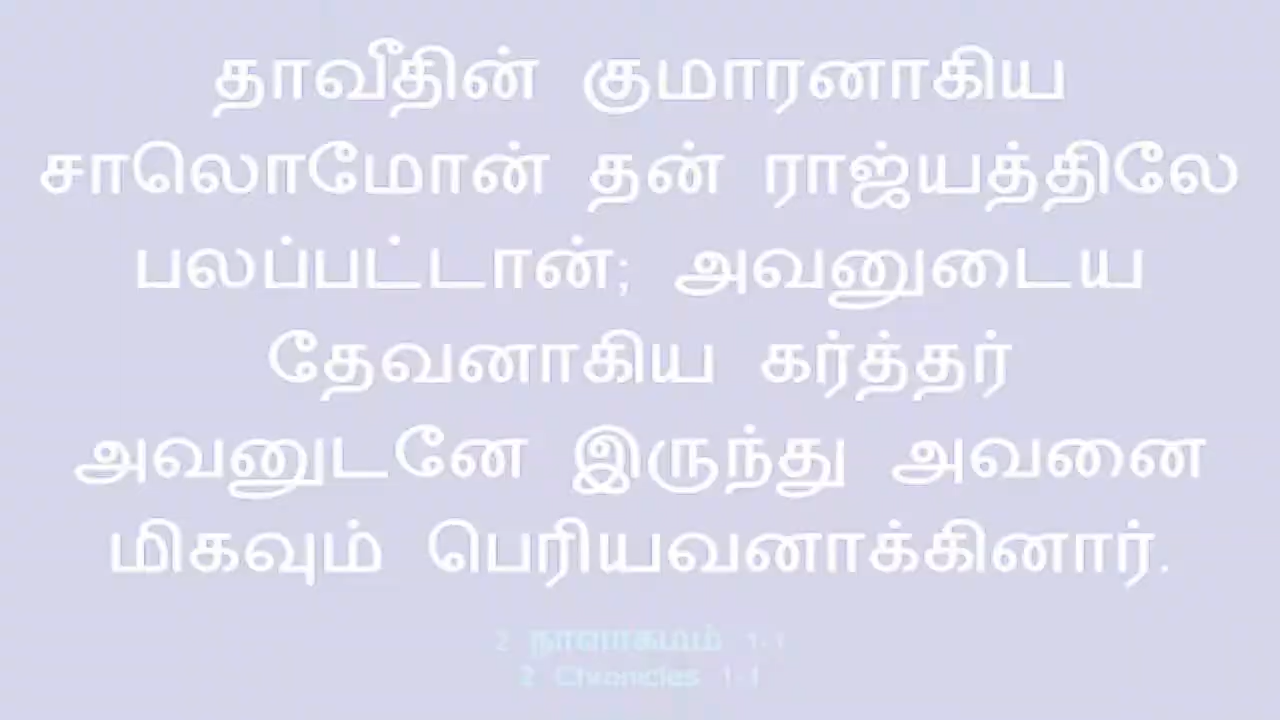 தாவீதின் குமாரனாகிய
சாலொமோன் தன் ராஜ்யத்திலே
பலப்பட்டான்; அவனுடைய
தேவனாகிய கர்த்தர்
அவனுடனே இருந்து அவனை
மிகவும் பெரியவனாக்கினார்.
2 நாளாகமம் 1-1
2 Chronicles 1-1